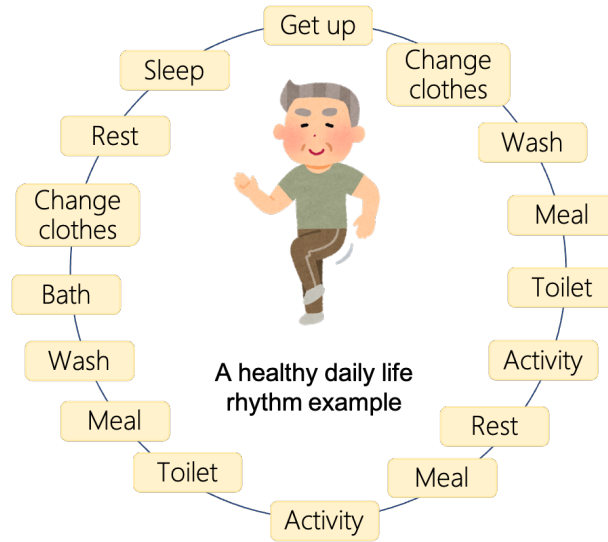 Get up
Change
clothes
Wash
Meal
Toilet
Activity
Rest
Meal
Activity
Toilet
Meal
Wash
Bath
Change
clothes
Rest
Sleep
A healthy daily life
rhythm example